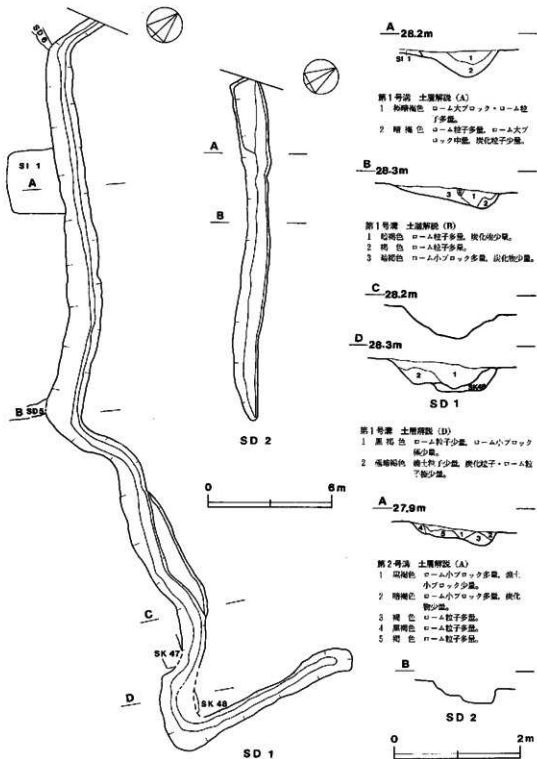 SD 6
SI 1
A
B
SD5
C
SK 47
D
SK 48
SD 1
A
B
SD 2
0 6m
A 28.2m
SI 1
1
2
第1号溝 土層解説 (A)
1 極暗褐色 ローム大ブロック・ローム粒
子多量。
2 暗褐色 ローム粒子多量，ローム大ブ
ロック中量，炭化粒子少量。
B 28.3m
3
1
2
第1号溝 土層解説 (B)
1 暗褐色 ローム粒子多量，炭化物少量。
2 褐色 ローム粒子多量。
3 暗褐色 ローム小ブロック多量，炭化物少量。
C 28.2m
D 28.3m
2
1
SK48
SD 1
第1号溝 土層解説 (D)
1 黒褐色 ローム粒子少量，ローム小ブロック
極少量。
2 極暗褐色 焼土粒子少量，炭化粒子・ローム粒
子極少量。
A 27.9m
4
5
1
3
2
第2号溝 土層解説 (A)
1 黒褐色 ローム小ブロック多量，焼土
小ブロック少量。
2 暗褐色 ローム小ブロック多量，炭化
物少量。
3 褐色 ローム粒子多量。
4 黒褐色 ローム粒子多量。
5 褐色 ローム粒子多量。
B
SD 2
0 2m